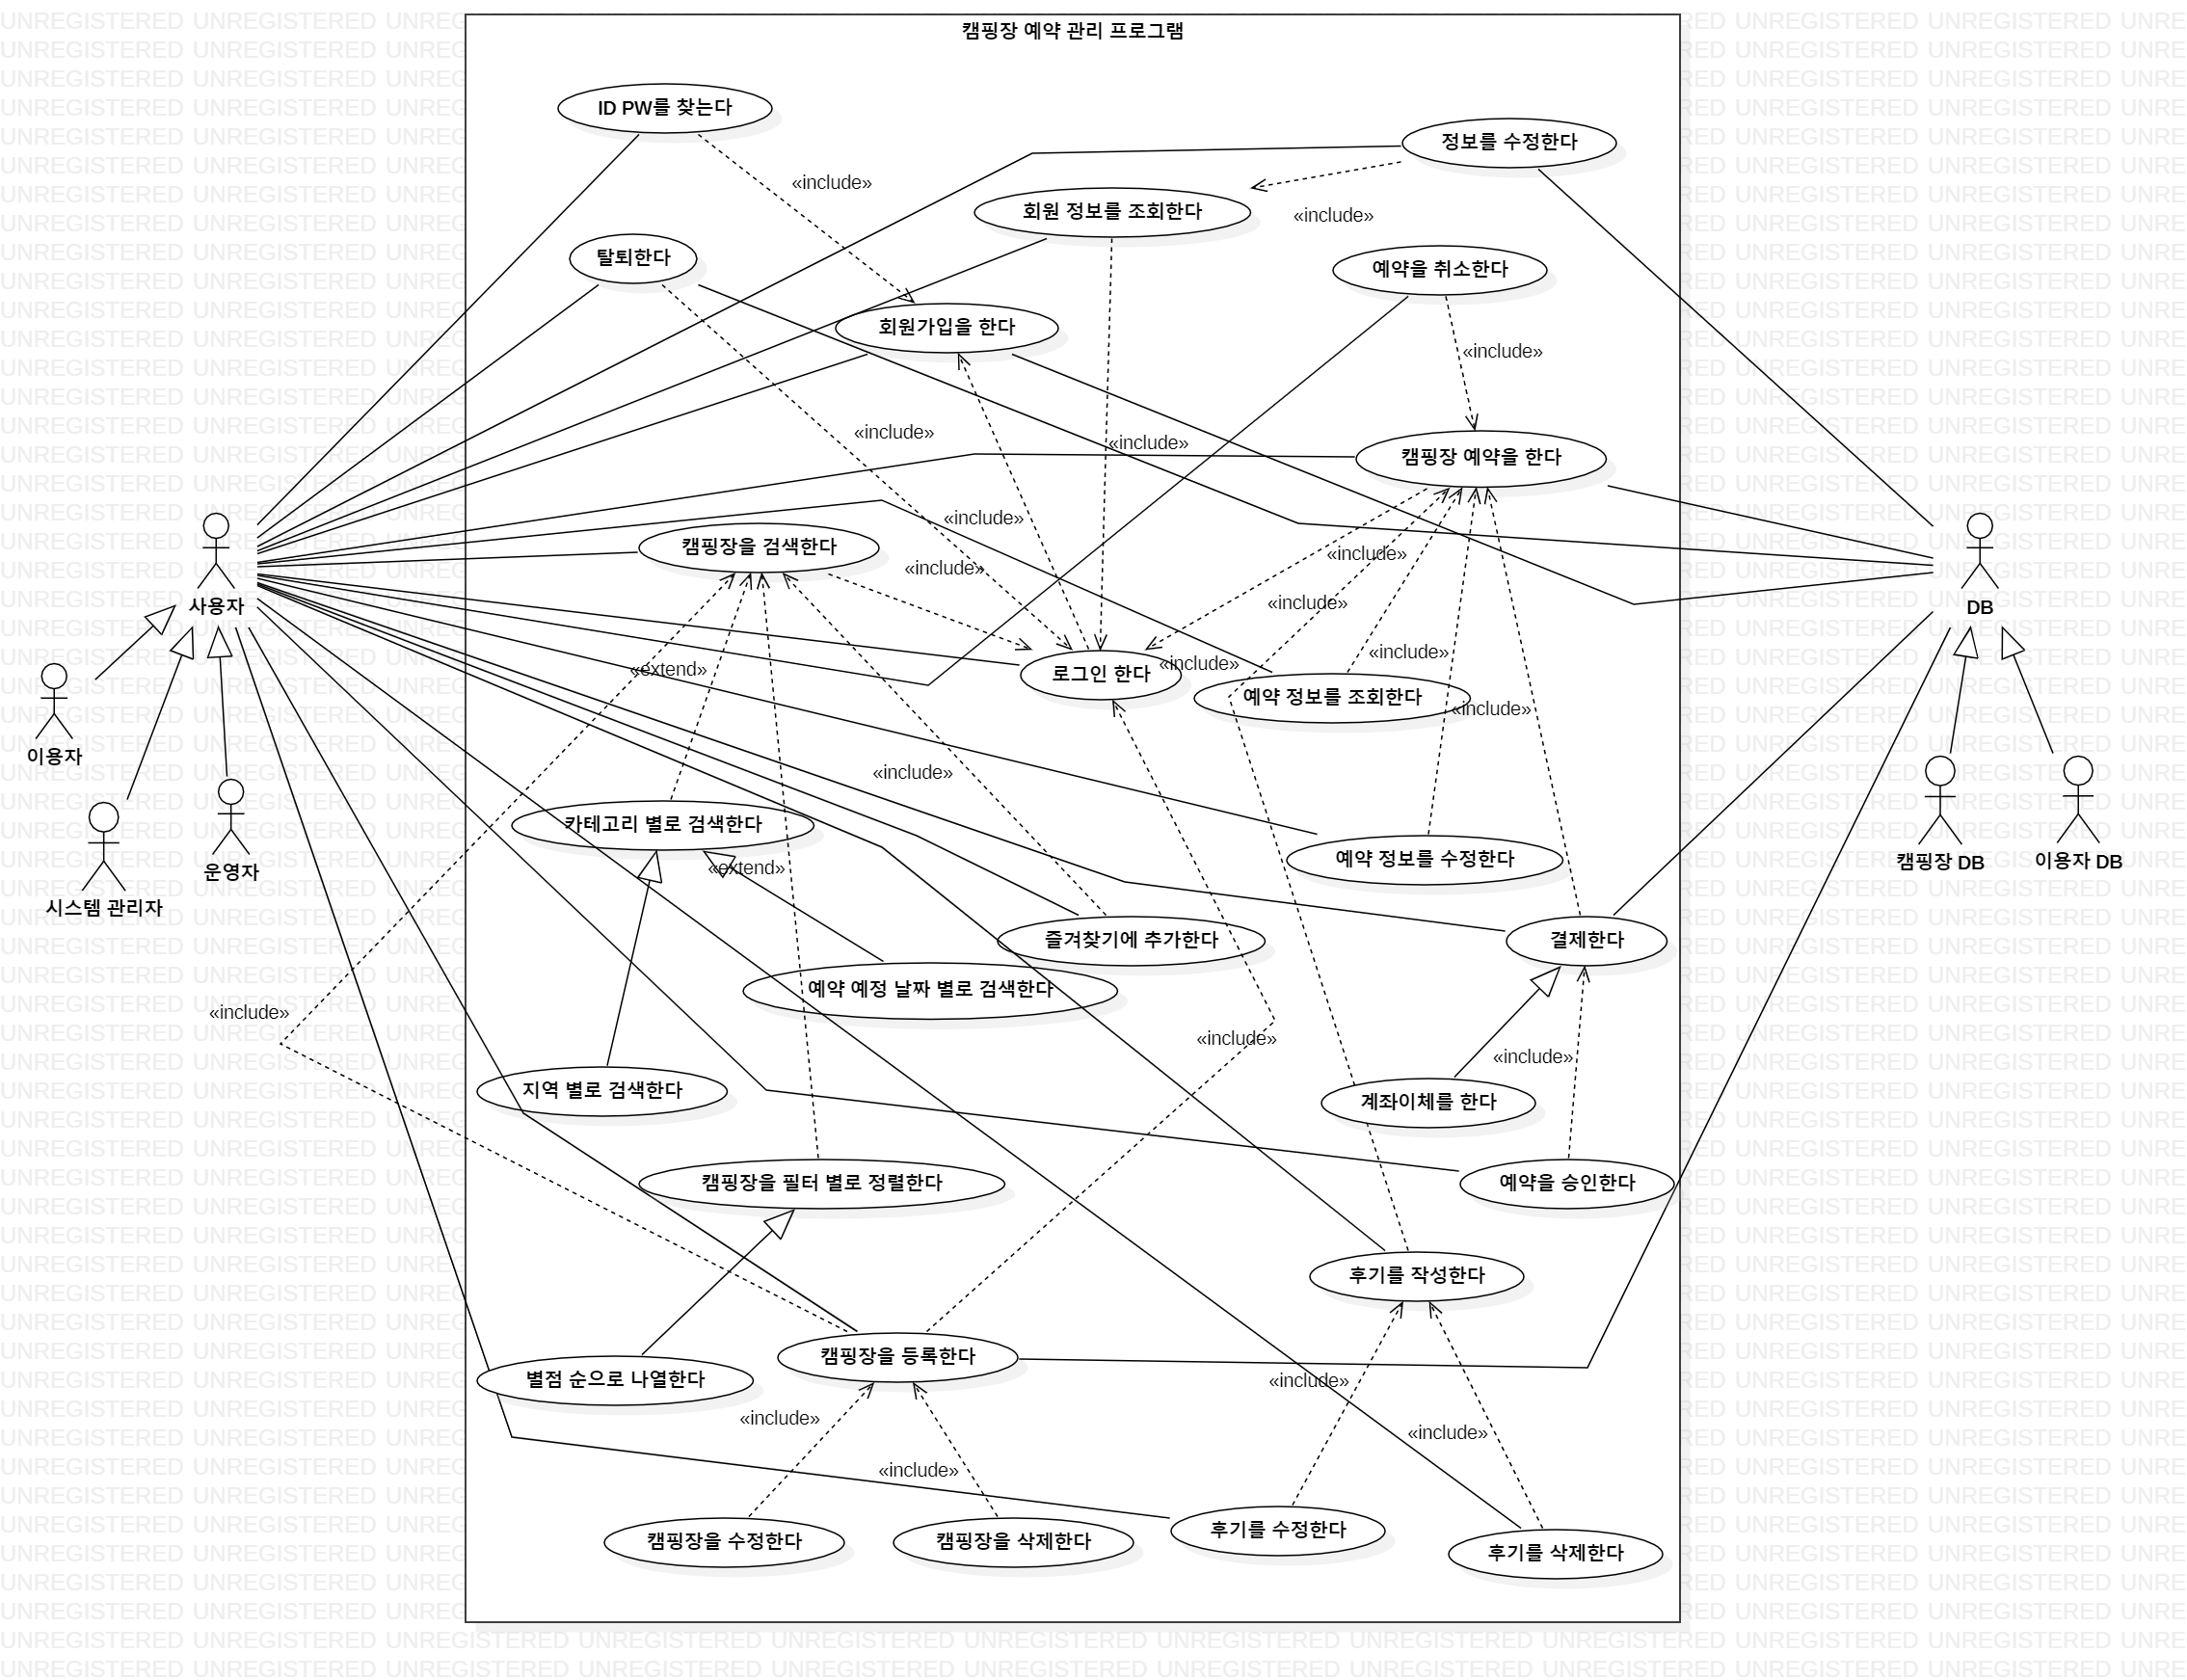 캠핑장 예약 관리 프로그램
ID PW를 찾는다
정보를 수정한다
«include»
회원 정보를 조회한다
«include»
탈퇴한다
예약을 취소한다
회원가입을 한다
«include»
«include»
«include»
캠핑장 예약을 한다
«include»
캠핑장을 검색한다
«include»
«include»
사용자
«include»
DB
«extend»
로그인 한다
«include»
«include»
예약 정보를 조회한다
«include»
이용자
«include»
카테고리 별로 검색한다
«extend»
예약 정보를 수정한다
운영자
캠핑장 DB
이용자 DB
시스템 관리자
즐겨찾기에 추가한다
결제한다
예약 예정 날짜 별로 검색한다
«include»
«include»
«include»
지역 별로 검색한다
계좌이체를 한다
캠핑장을 필터 별로 정렬한다
예약을 승인한다
후기를 작성한다
캠핑장을 등록한다
별점 순으로 나열한다
«include»
«include»
«include»
«include»
캠핑장을 수정한다
캠핑장을 삭제한다
후기를 수정한다
후기를 삭제한다
UNREGISTERED